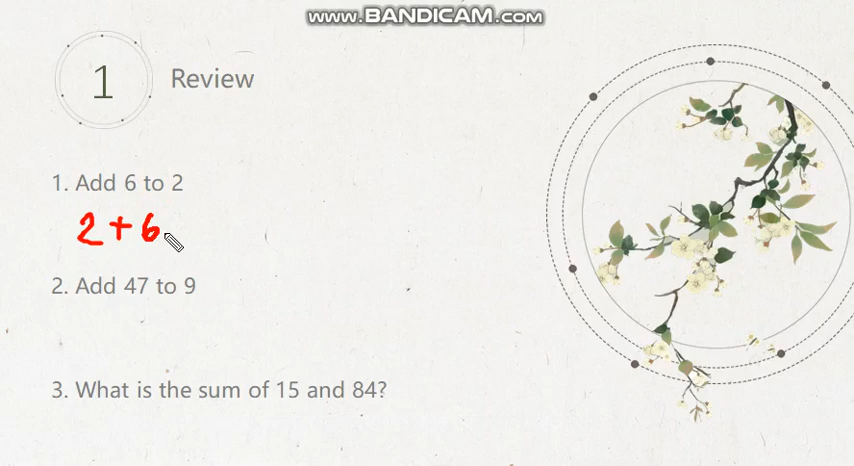 WWW.BANDICAM.COM
1 Review
1. Add 6 to 2
2+6
2. Add 47 to 9
3. What is the sum of 15 and 84?